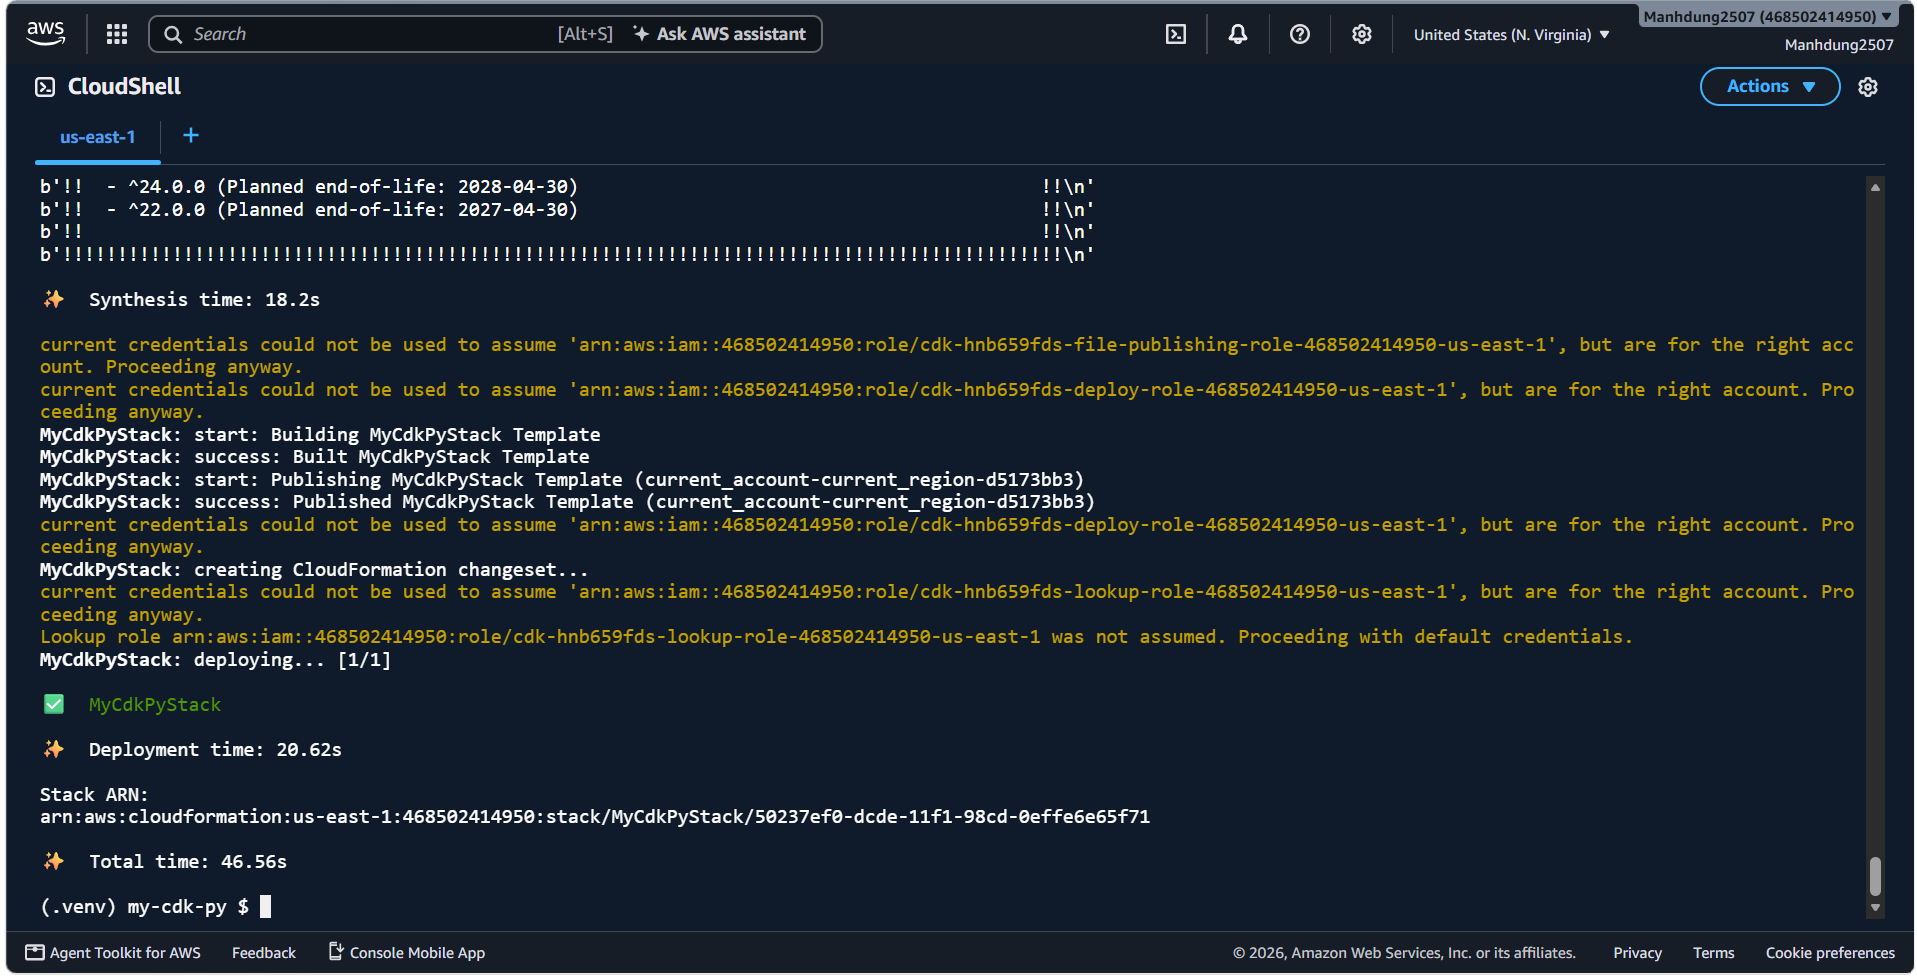 aws
Search [Alt+S] Ask AWS assistant
United States (N. Virginia) ▼
Manhdung2507 (468502414950) ▼
Manhdung2507
CloudShell
Actions ▼
us-east-1 +
b'!!  - ^24.0.0 (Planned end-of-life: 2028-04-30)                                          !!\n'
b'!!  - ^22.0.0 (Planned end-of-life: 2027-04-30)                                          !!\n'
b'!!                                                                                       !!\n'
b'!!!!!!!!!!!!!!!!!!!!!!!!!!!!!!!!!!!!!!!!!!!!!!!!!!!!!!!!!!!!!!!!!!!!!!!!!!!!!!!!!!!!!!!!!!!\n'
✨  Synthesis time: 18.2s
current credentials could not be used to assume 'arn:aws:iam::468502414950:role/cdk-hnb659fds-file-publishing-role-468502414950-us-east-1', but are for the right acc
ount. Proceeding anyway.
current credentials could not be used to assume 'arn:aws:iam::468502414950:role/cdk-hnb659fds-deploy-role-468502414950-us-east-1', but are for the right account. Pro
ceeding anyway.
MyCdkPyStack: start: Building MyCdkPyStack Template
MyCdkPyStack: success: Built MyCdkPyStack Template
MyCdkPyStack: start: Publishing MyCdkPyStack Template (current_account-current_region-d5173bb3)
MyCdkPyStack: success: Published MyCdkPyStack Template (current_account-current_region-d5173bb3)
current credentials could not be used to assume 'arn:aws:iam::468502414950:role/cdk-hnb659fds-deploy-role-468502414950-us-east-1', but are for the right account. Pro
ceeding anyway.
MyCdkPyStack: creating CloudFormation changeset...
current credentials could not be used to assume 'arn:aws:iam::468502414950:role/cdk-hnb659fds-lookup-role-468502414950-us-east-1', but are for the right account. Pro
ceeding anyway.
Lookup role arn:aws:iam::468502414950:role/cdk-hnb659fds-lookup-role-468502414950-us-east-1 was not assumed. Proceeding with default credentials.
MyCdkPyStack: deploying... [1/1]
✅  MyCdkPyStack
✨  Deployment time: 20.62s
Stack ARN:
arn:aws:cloudformation:us-east-1:468502414950:stack/MyCdkPyStack/50237ef0-dcde-11f1-98cd-0effe6e65f71
✨  Total time: 46.56s
(.venv) my-cdk-py $
Agent Toolkit for AWS Feedback Console Mobile App © 2026, Amazon Web Services, Inc. or its affiliates. Privacy Terms Cookie preferences